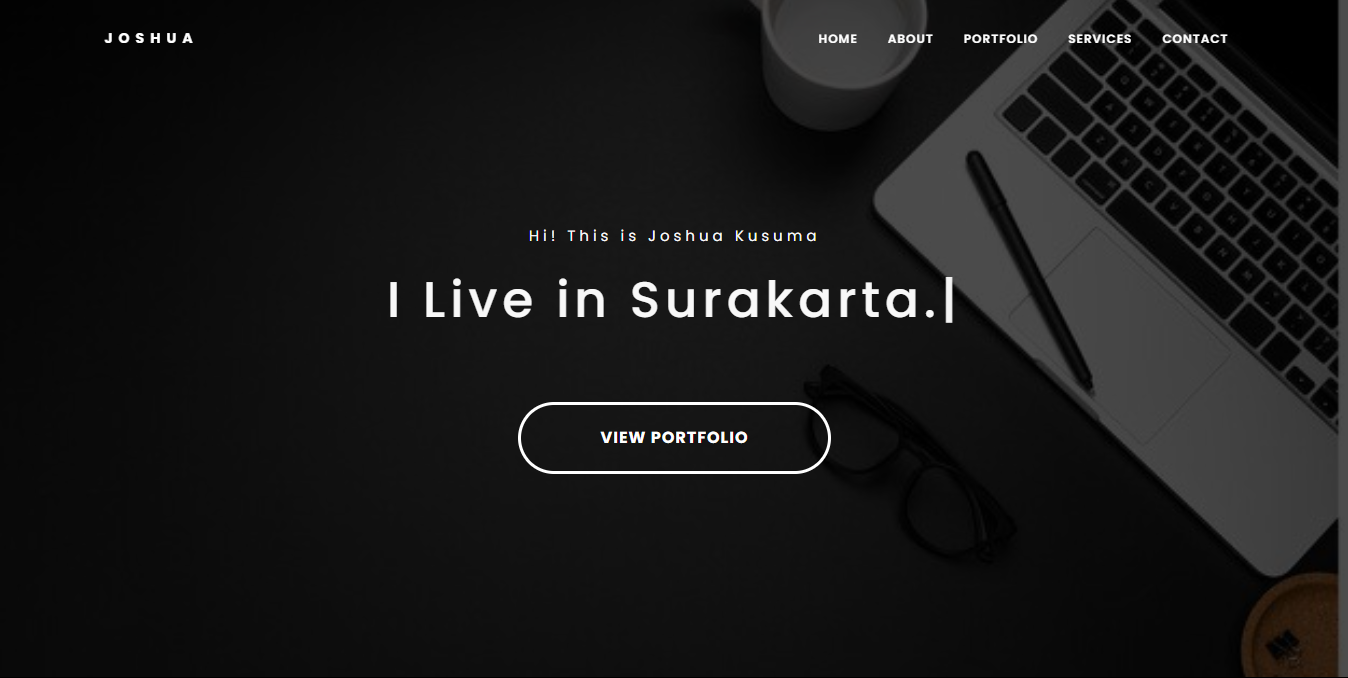 JOSHUA
HOME ABOUT PORTFOLIO SERVICES CONTACT
Hi! This is Joshua Kusuma
I Live in Surakarta.|
VIEW PORTFOLIO